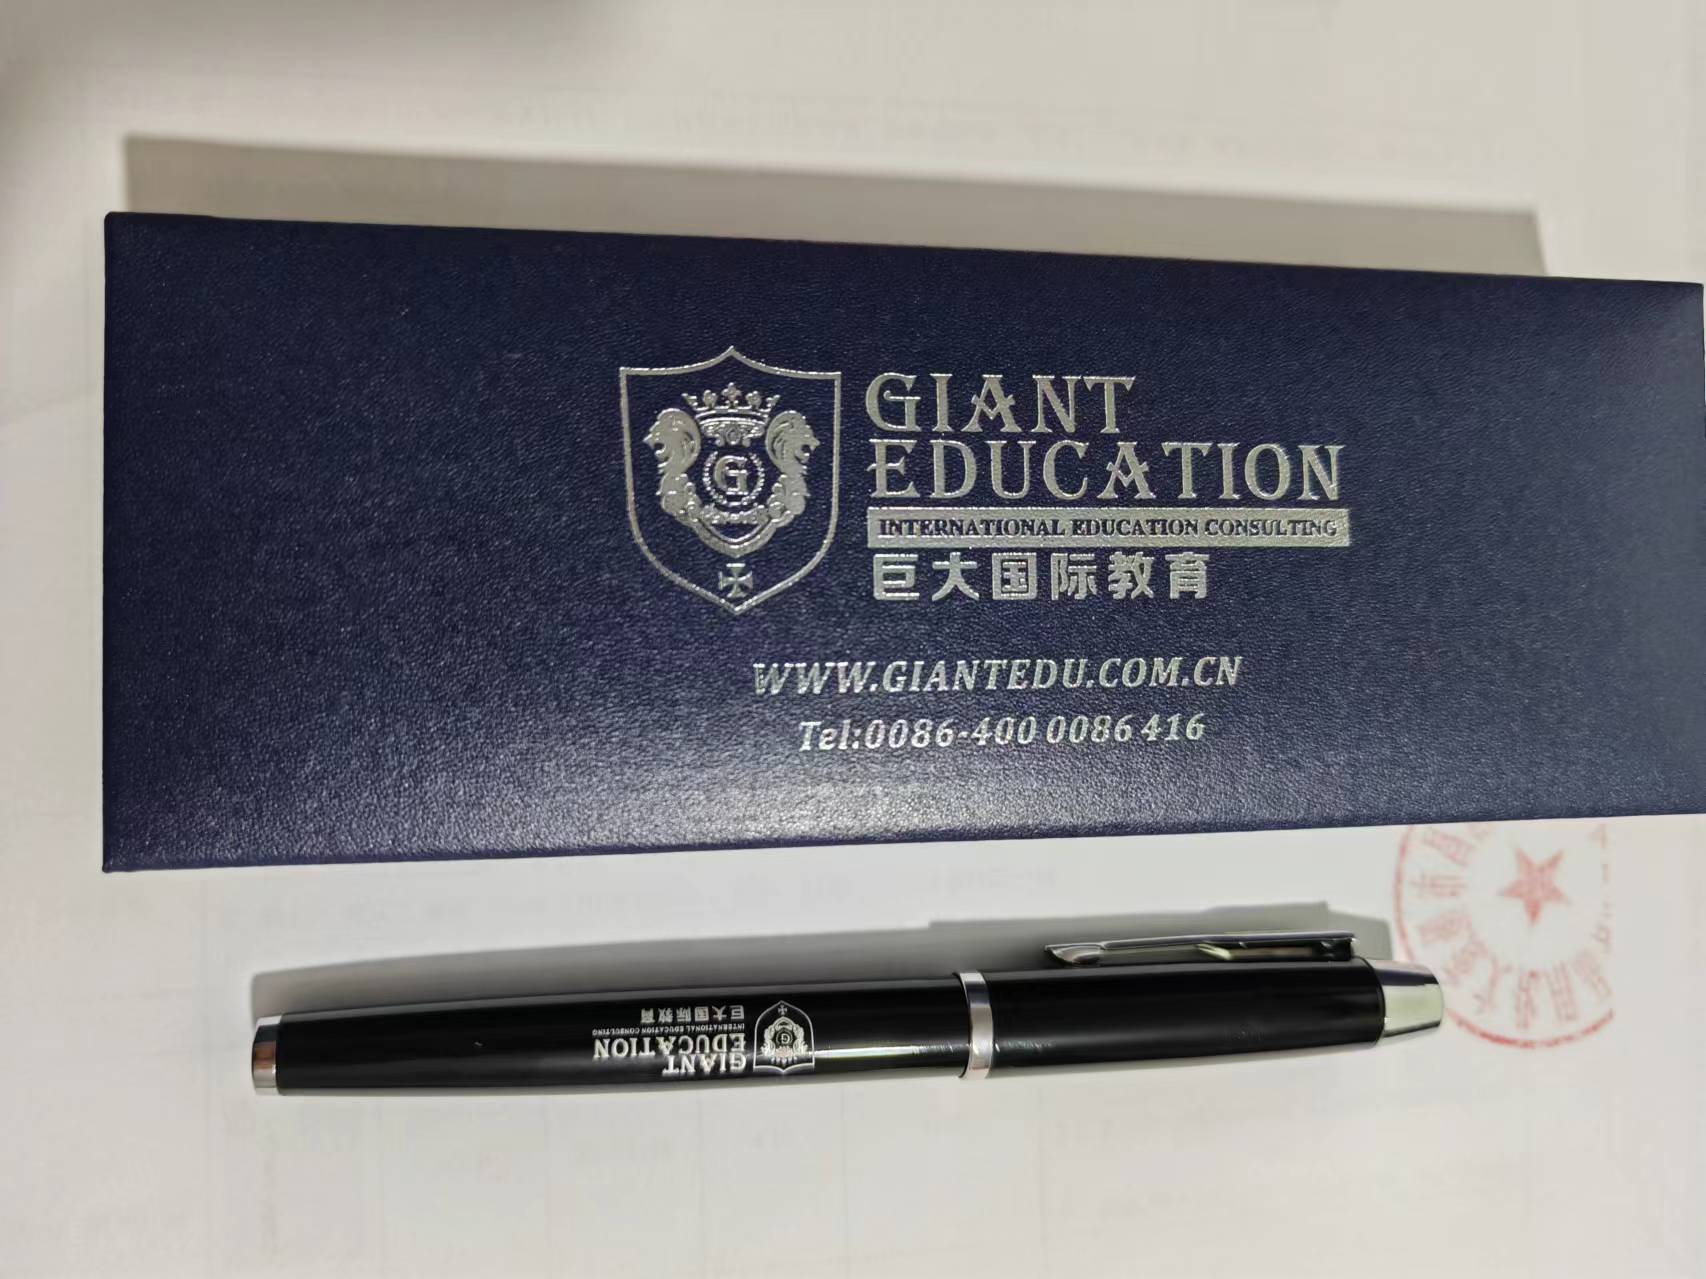 G
GIANT
EDUCATION
INTERNATIONAL EDUCATION CONSULTING
巨大国际教育
WWW.GIANTEDU.COM.CN
Tel:0086-400 0086 416
G
GIANT
EDUCATION
INTERNATIONAL EDUCATION CONSULTING
巨大国际教育